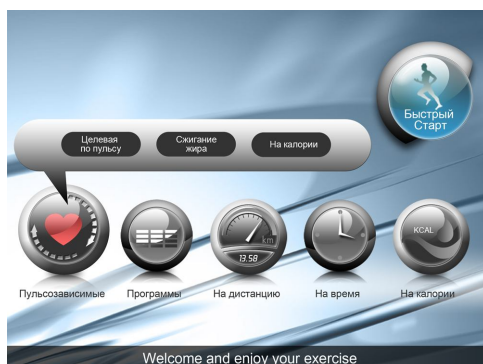 Быстрый
Старт
Целевая
по пульсу
Сжигание
жира
На калории
km
13.58
KCAL
Пульсозависимые
Программы
На дистанцию
На время
На калории
Welcome and enjoy your exercise